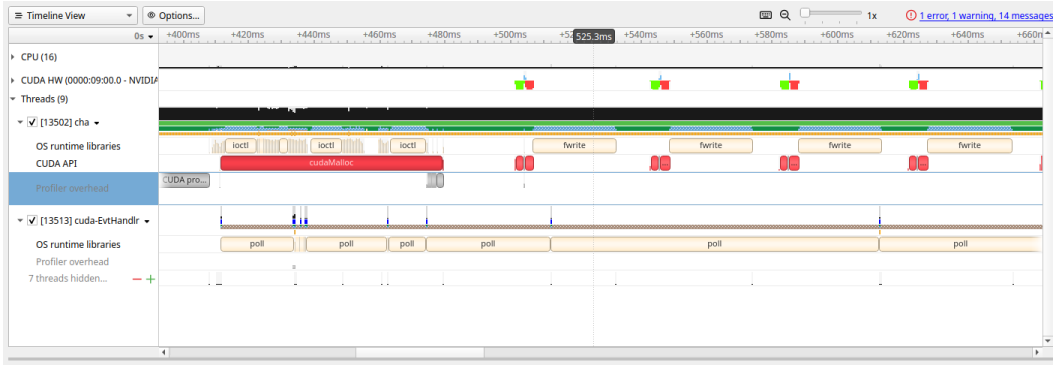 Timeline View Options... 1x 1 error, 1 warning, 14 messages
0s +400ms +420ms +440ms +460ms +480ms +500ms +52 525.3ms +540ms +560ms +580ms +600ms +620ms +640ms +660m
CPU (16)
CUDA HW (0000:09:00.0 - NVIDIA
Threads (9)
[13502] cha
OS runtime libraries ioctl ioctl ioctl fwrite fwrite fwrite fwrite
CUDA API cudaMalloc
Profiler overhead CUDA pro...
[13513] cuda-EvtHandlr
OS runtime libraries poll poll poll poll poll poll
Profiler overhead
7 threads hidden... − +